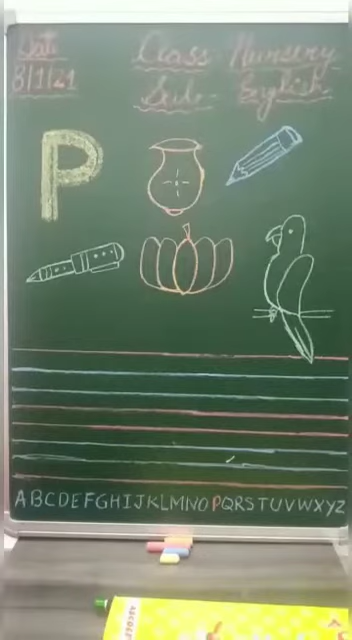 Date
8/1/21
Class - Nursery
Sub - English
P
ABCDEFGHIJKLMNOPQRSTUVWXYZ